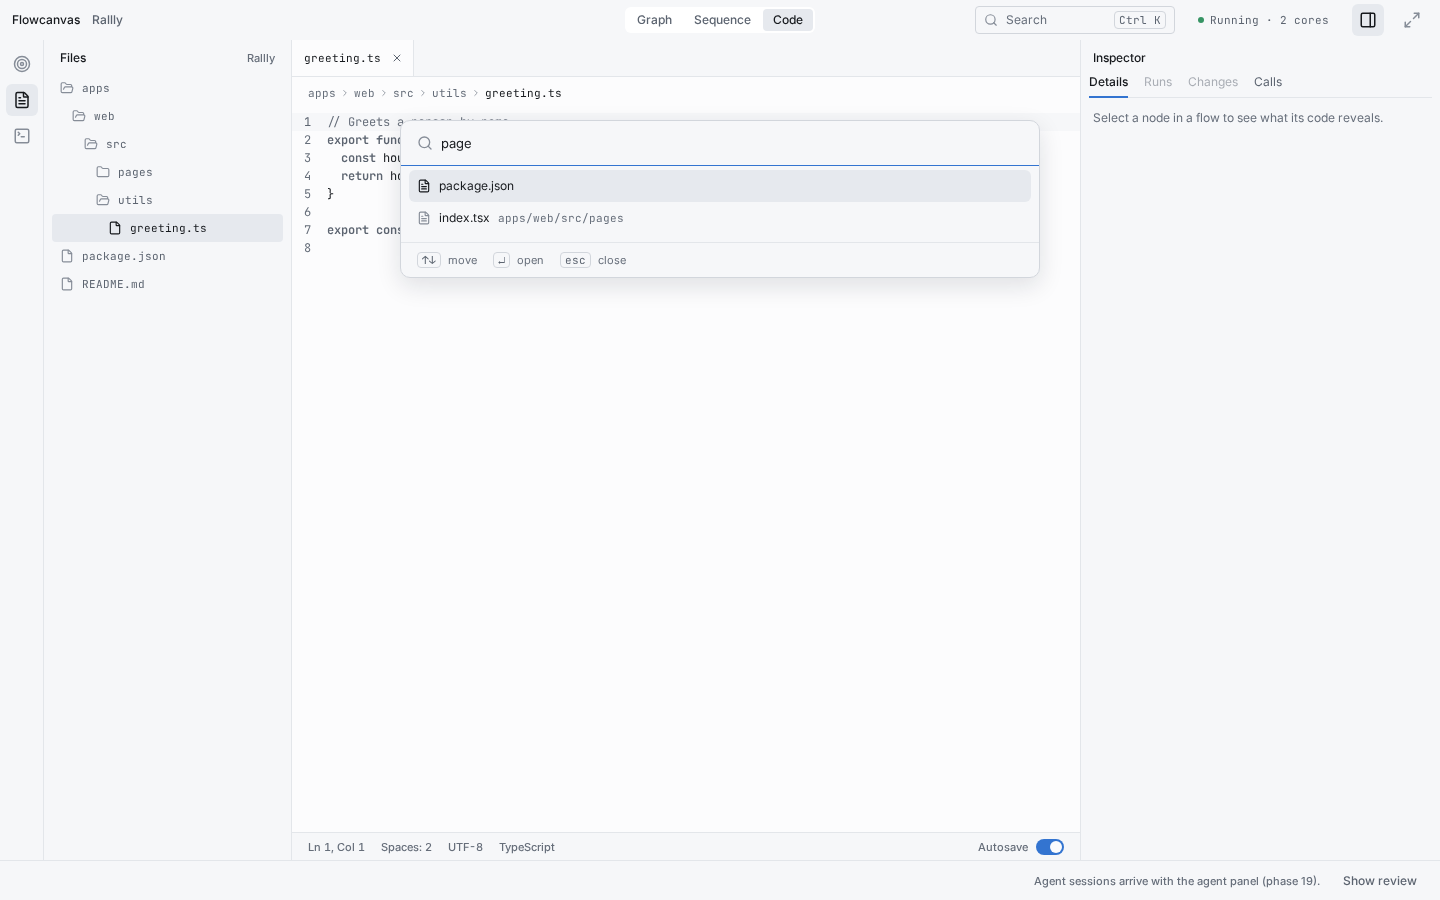 Flowcanvas Rallly
Graph Sequence Code
Search Ctrl K
Running · 2 cores
Files Rallly
apps
web
src
pages
utils
greeting.ts
package.json
README.md
greeting.ts
apps › web › src › utils › greeting.ts
1 // Greets a person by name
2 export func
3 const hou
4 return ho
5 }
6
7 export cons
8
page
package.json
index.tsx apps/web/src/pages
↑↓ move ↵ open esc close
Ln 1, Col 1 Spaces: 2 UTF-8 TypeScript
Autosave
Inspector
Details Runs Changes Calls
Select a node in a flow to see what its code reveals.
Agent sessions arrive with the agent panel (phase 19). Show review